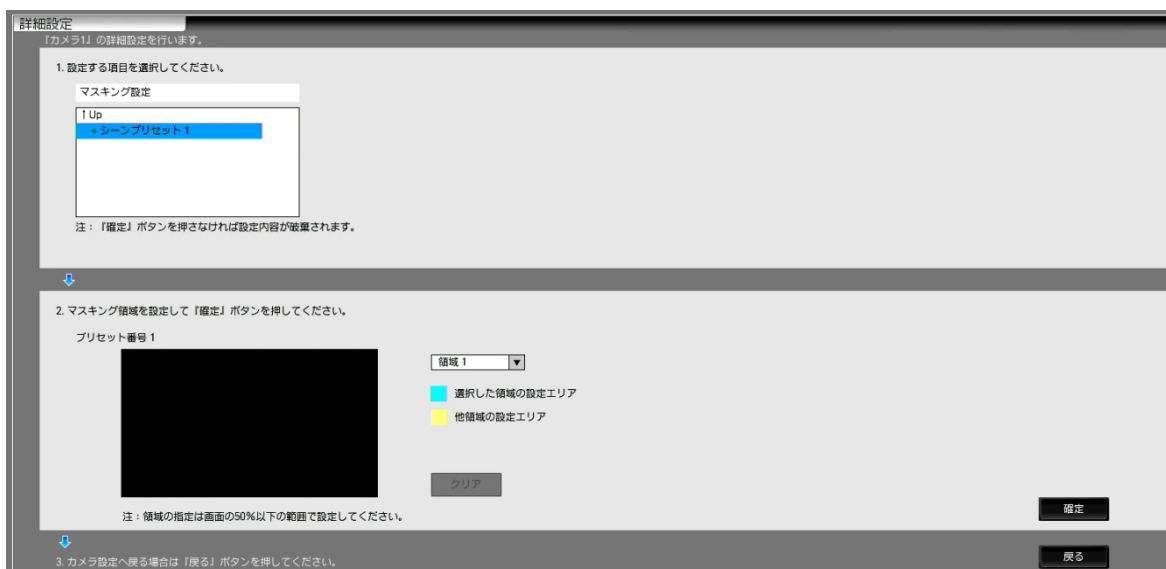 詳細設定
『カメラ1』の詳細設定を行います。
1. 設定する項目を選択してください。
マスキング設定
↑Up
+ シーンプリセット 1
注:『確定』ボタンを押さなければ設定内容が破棄されます。
2. マスキング領域を設定して『確定』ボタンを押してください。
プリセット番号 1
領域 1
選択した領域の設定エリア
他領域の設定エリア
クリア
注:領域の指定は画面の50%以下の範囲で設定してください。
確定
3. カメラ設定へ戻る場合は『戻る』ボタンを押してください。
戻る